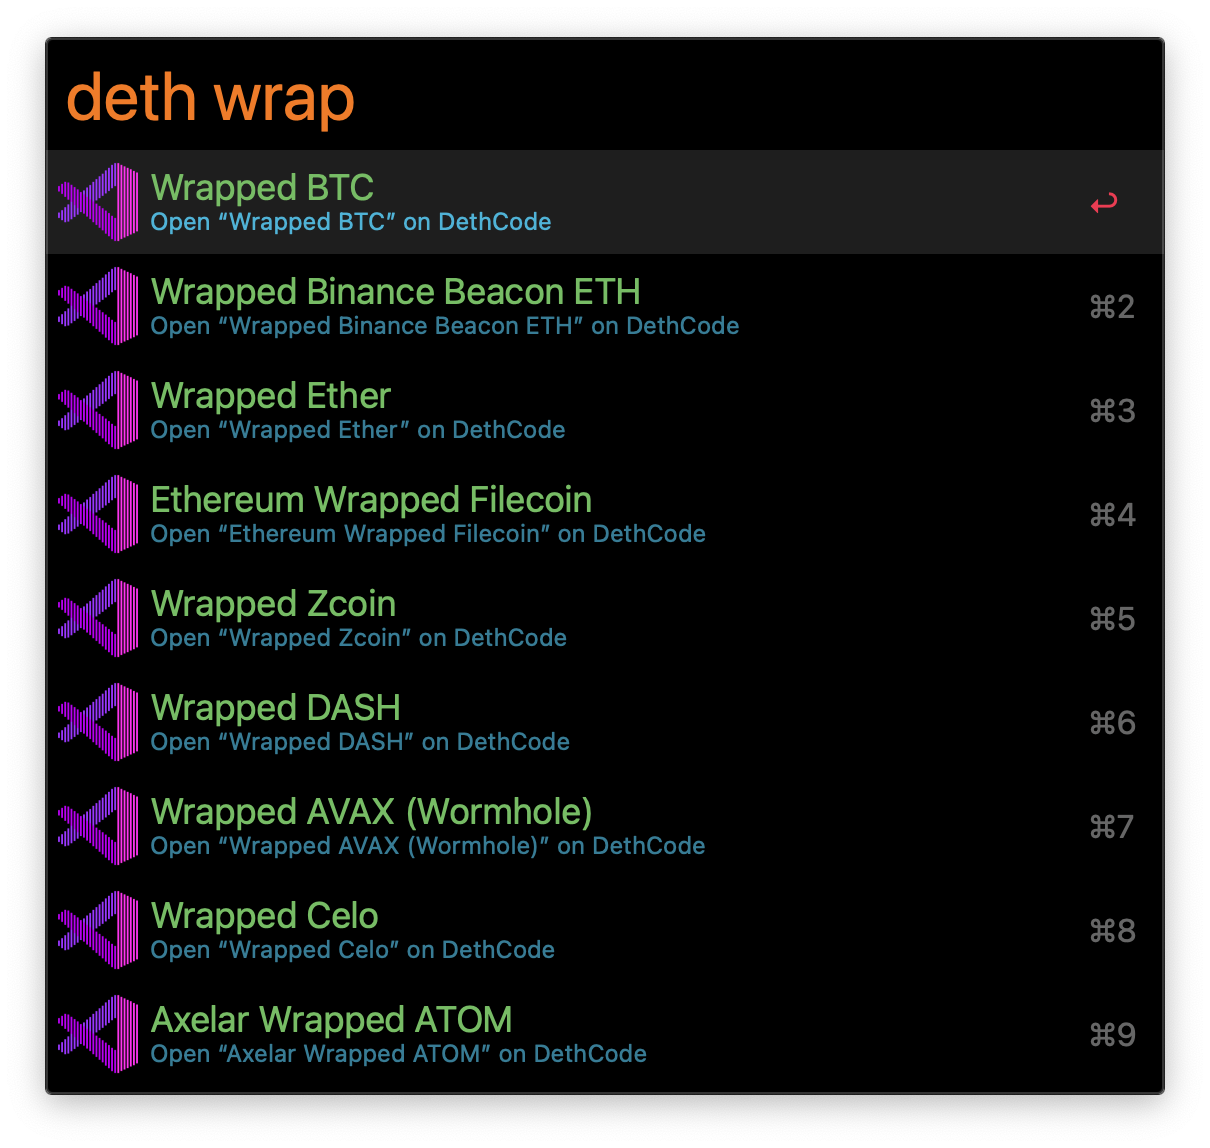 deth wrap
Wrapped BTC
Open “Wrapped BTC” on DethCode
Wrapped Binance Beacon ETH
Open “Wrapped Binance Beacon ETH” on DethCode
⌘2
Wrapped Ether
Open “Wrapped Ether” on DethCode
⌘3
Ethereum Wrapped Filecoin
Open “Ethereum Wrapped Filecoin” on DethCode
⌘4
Wrapped Zcoin
Open “Wrapped Zcoin” on DethCode
⌘5
Wrapped DASH
Open “Wrapped DASH” on DethCode
⌘6
Wrapped AVAX (Wormhole)
Open “Wrapped AVAX (Wormhole)” on DethCode
⌘7
Wrapped Celo
Open “Wrapped Celo” on DethCode
⌘8
Axelar Wrapped ATOM
Open “Axelar Wrapped ATOM” on DethCode
⌘9